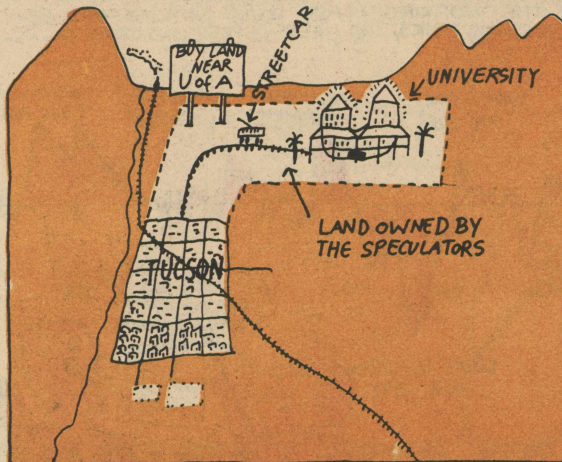 BUY LAND
NEAR
U of A
STREETCAR
UNIVERSITY
LAND OWNED BY
THE SPECULATORS
TUCSON